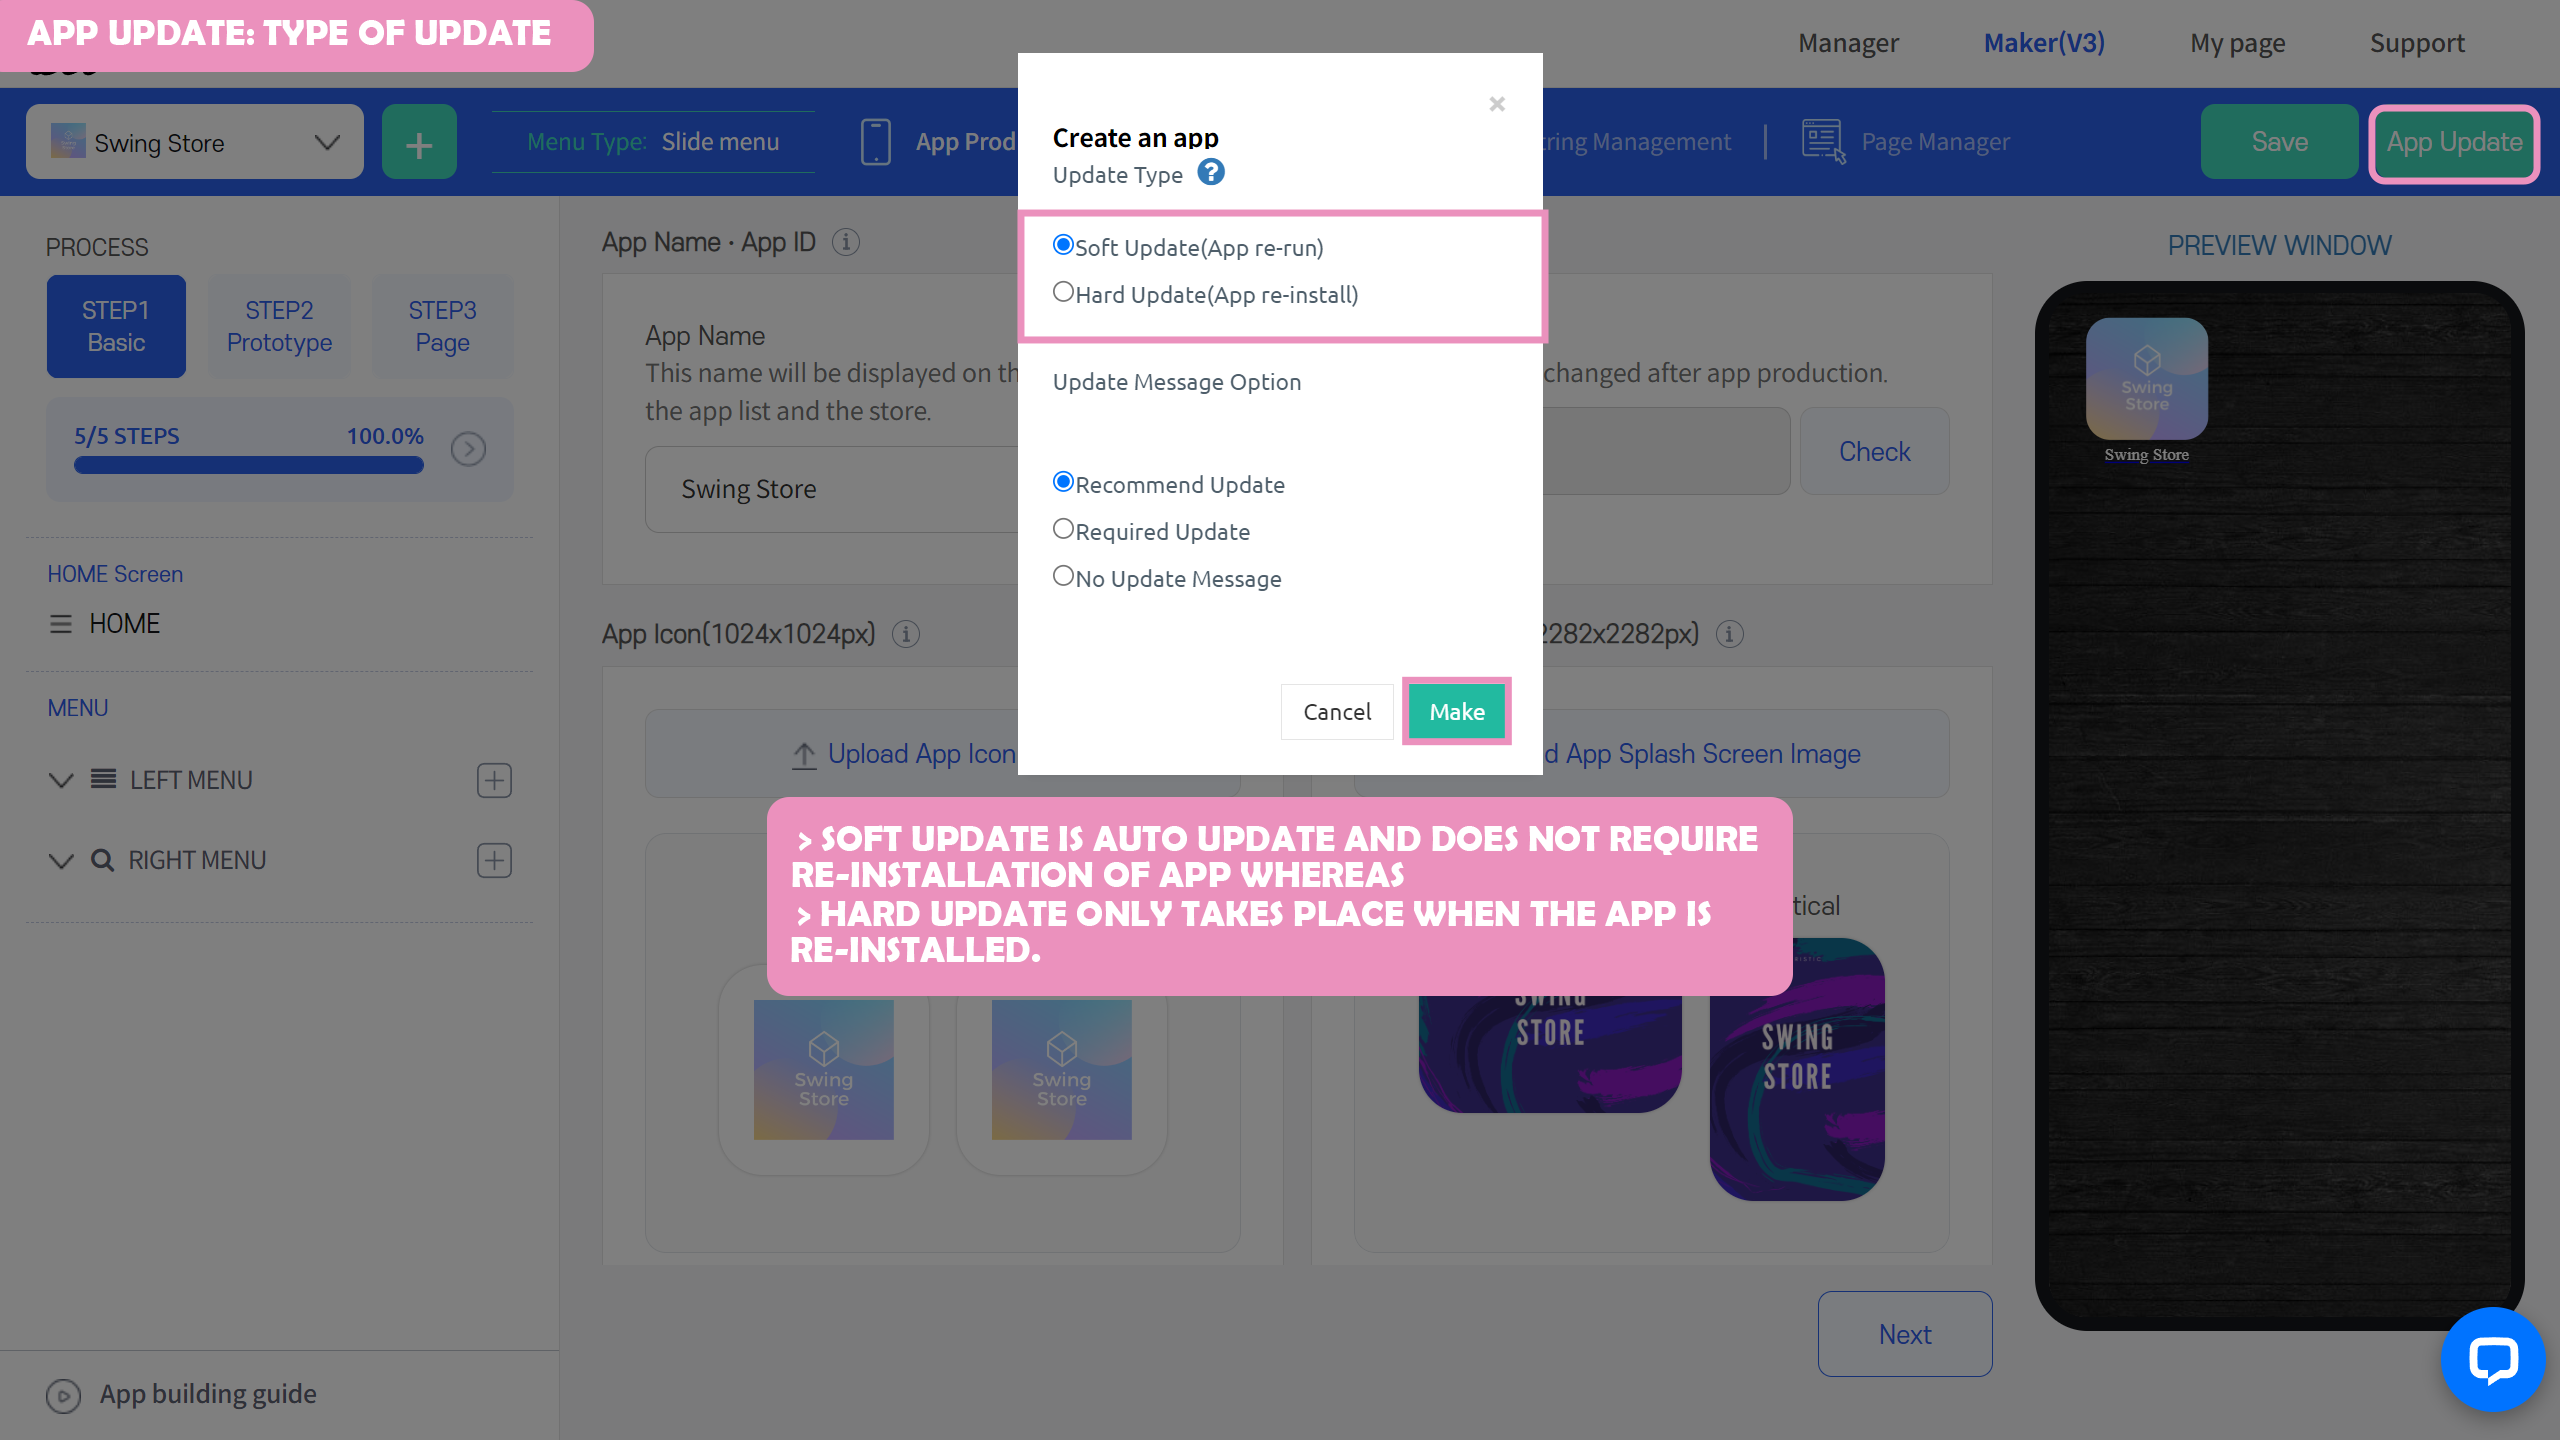 APP UPDATE: TYPE OF UPDATE
Manager
Maker(V3)
My page
Support
Swing Store
+
Menu Type: Slide menu
App Prod
ring Management
Page Manager
Save
App Update
×
Create an app
Update Type ?
Soft Update(App re-run)
Hard Update(App re-install)
Update Message Option
Recommend Update
Required Update
No Update Message
Cancel
Make
PROCESS
STEP1
Basic
STEP2
Prototype
STEP3
Page
5/5 STEPS
100.0%
HOME Screen
HOME
MENU
LEFT MENU
RIGHT MENU
App building guide
App Name · App ID
App Name
This name will be displayed on th
the app list and the store.
Swing Store
changed after app production.
Check
App Icon(1024x1024px)
2282x2282px)
Upload App Icon
d App Splash Screen Image
> SOFT UPDATE IS AUTO UPDATE AND DOES NOT REQUIRE
RE-INSTALLATION OF APP WHEREAS
> HARD UPDATE ONLY TAKES PLACE WHEN THE APP IS
RE-INSTALLED.
tical
Swing
Store
Swing
Store
SWING
STORE
SWING
STORE
Next
PREVIEW WINDOW
Swing
Store
Swing Store